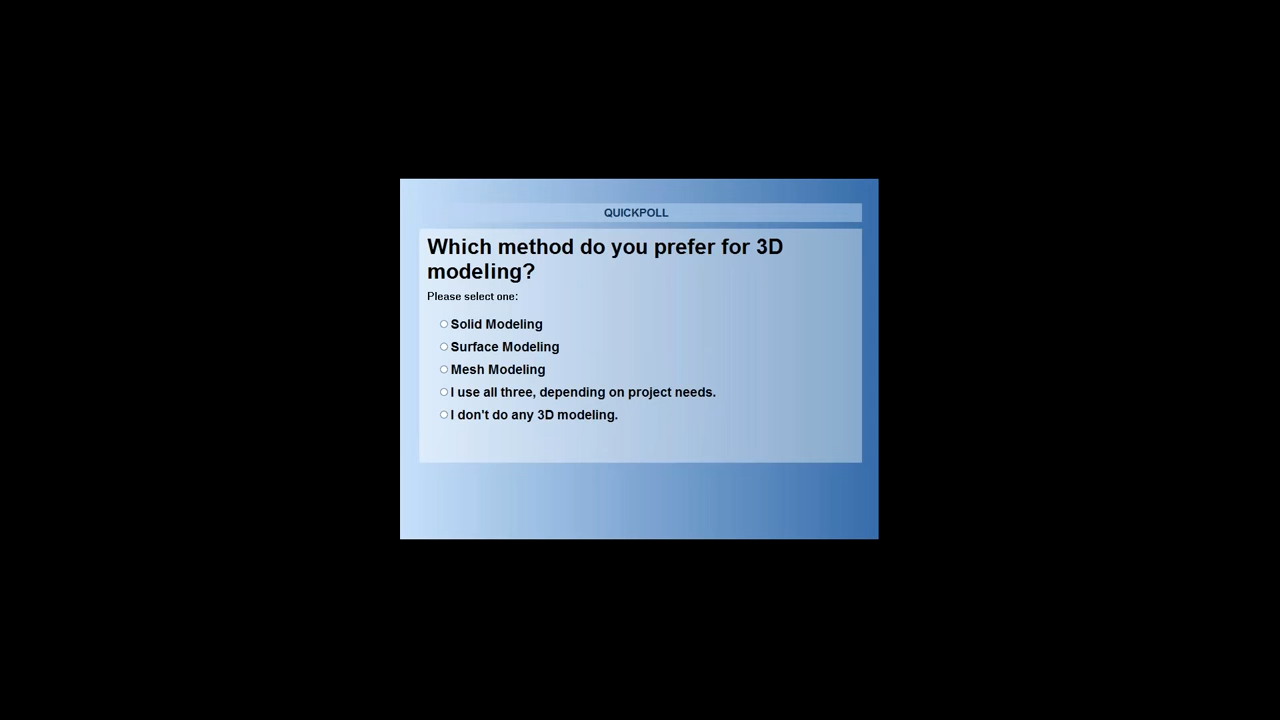 QUICKPOLL
Which method do you prefer for 3D
modeling?
Please select one:
Solid Modeling
Surface Modeling
Mesh Modeling
I use all three, depending on project needs.
I don't do any 3D modeling.